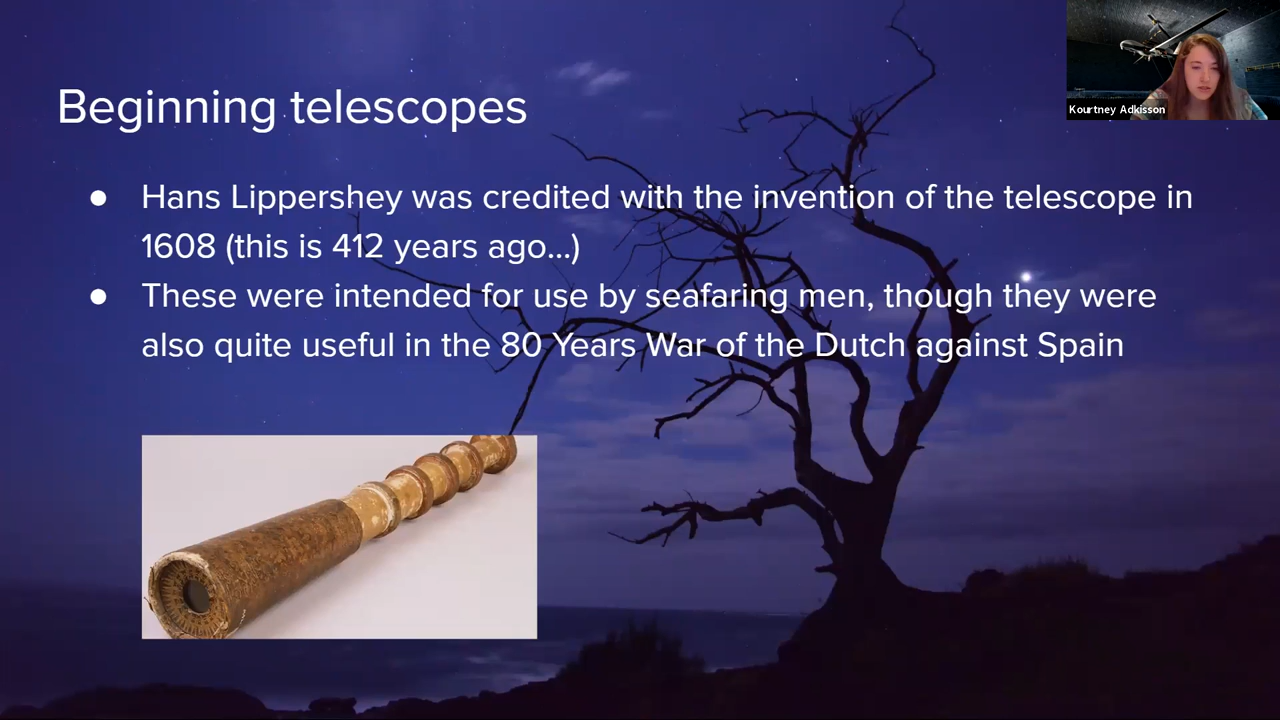 Beginning telescopes
Kourtney Adkisson
● Hans Lippershey was credited with the invention of the telescope in
1608 (this is 412 years ago...)
● These were intended for use by seafaring men, though they were
also quite useful in the 80 Years War of the Dutch against Spain